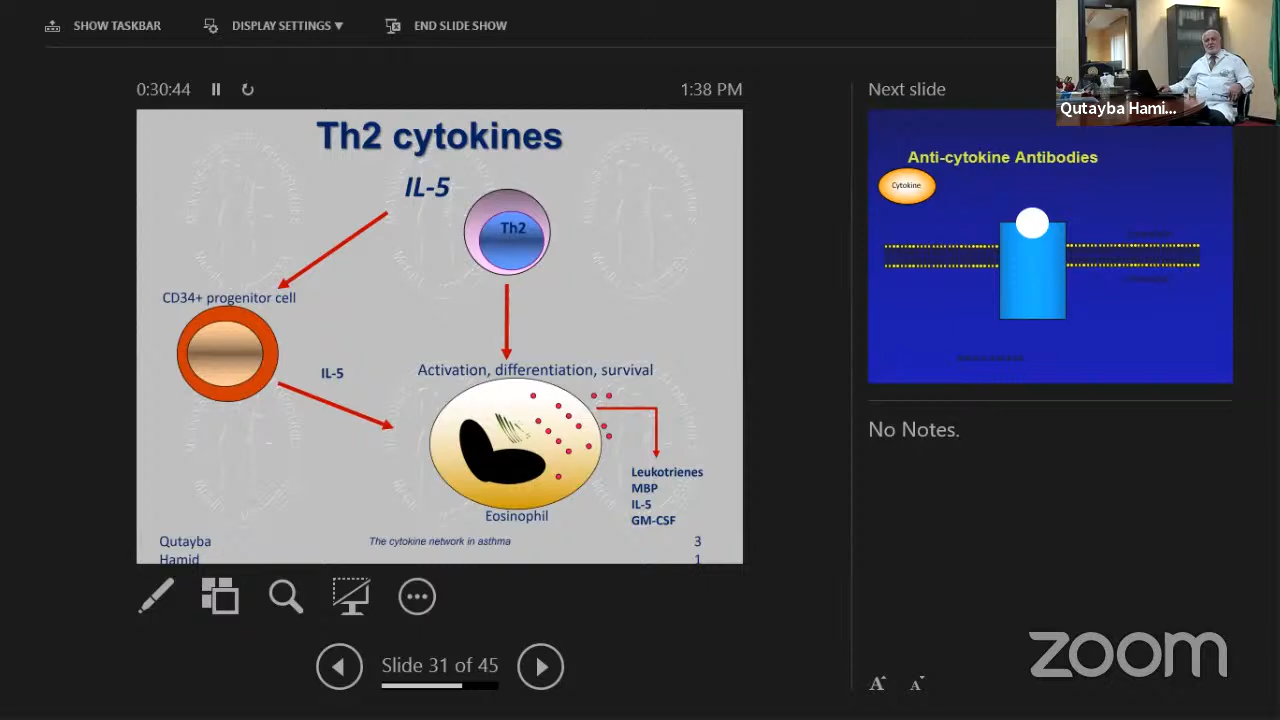 SHOW TASKBAR
DISPLAY SETTINGS ▼
END SLIDE SHOW
0:30:44
1:38 PM
Next slide
Qutayba Hami...
Th2 cytokines
IL-5
Th2
CD34+ progenitor cell
IL-5
Activation, differentiation, survival
Leukotrienes
MBP
IL-5
GM-CSF
Eosinophil
Qutayba
Hamid
The cytokine network in asthma
3
1
Anti-cytokine Antibodies
Cytokine
No Notes.
Slide 31 of 45
A A
zoom